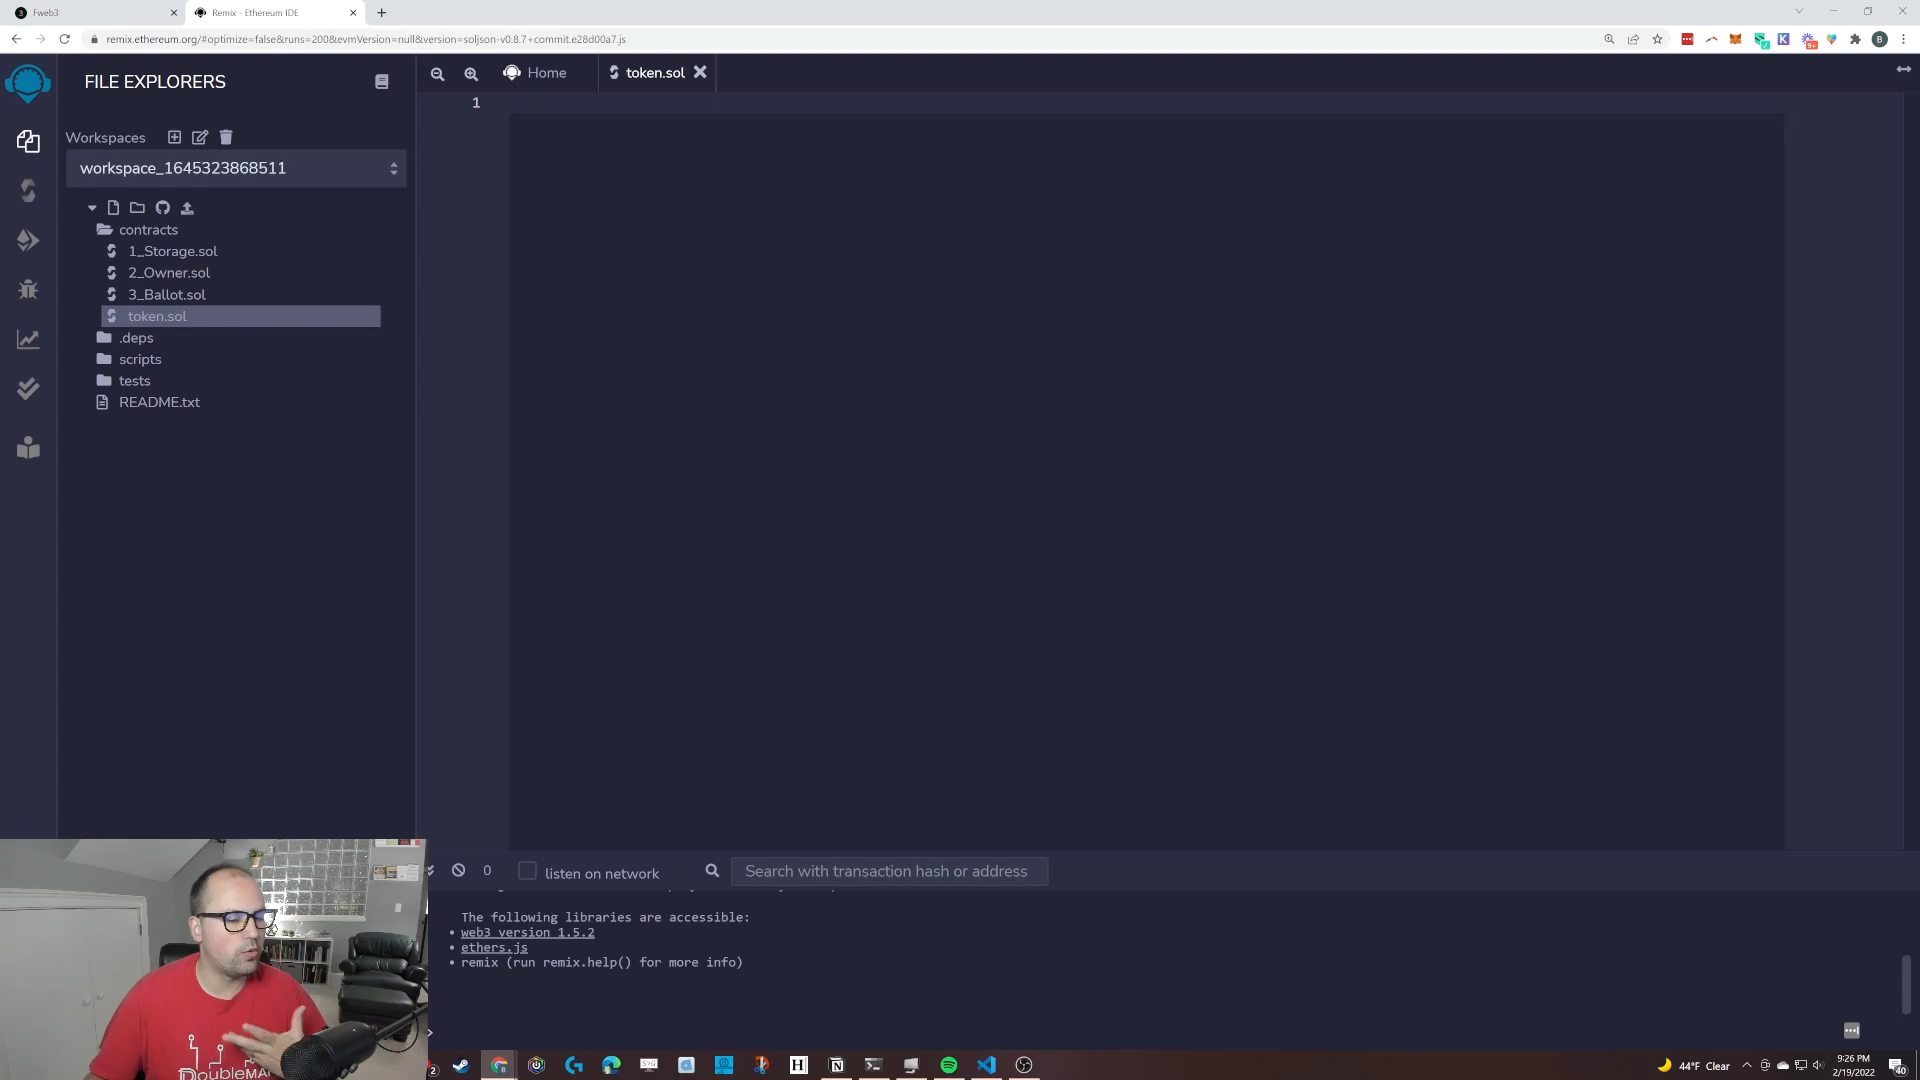 Fweb3
Remix - Ethereum IDE
remix.ethereum.org/#optimize=false&runs=200&evmVersion=null&version=soljson-v0.8.7+commit.e28d00a7.js
9+
B
FILE EXPLORERS
Home
token.sol
1
Workspaces
workspace_1645323868511
contracts
1_Storage.sol
2_Owner.sol
3_Ballot.sol
token.sol
.deps
scripts
tests
README.txt
0
listen on network
Search with transaction hash or address
The following libraries are accessible:
• web3 version 1.5.2
• ethers.js
• remix (run remix.help() for more info)
>
2
44°F Clear
9:26 PM
2/19/2022
40